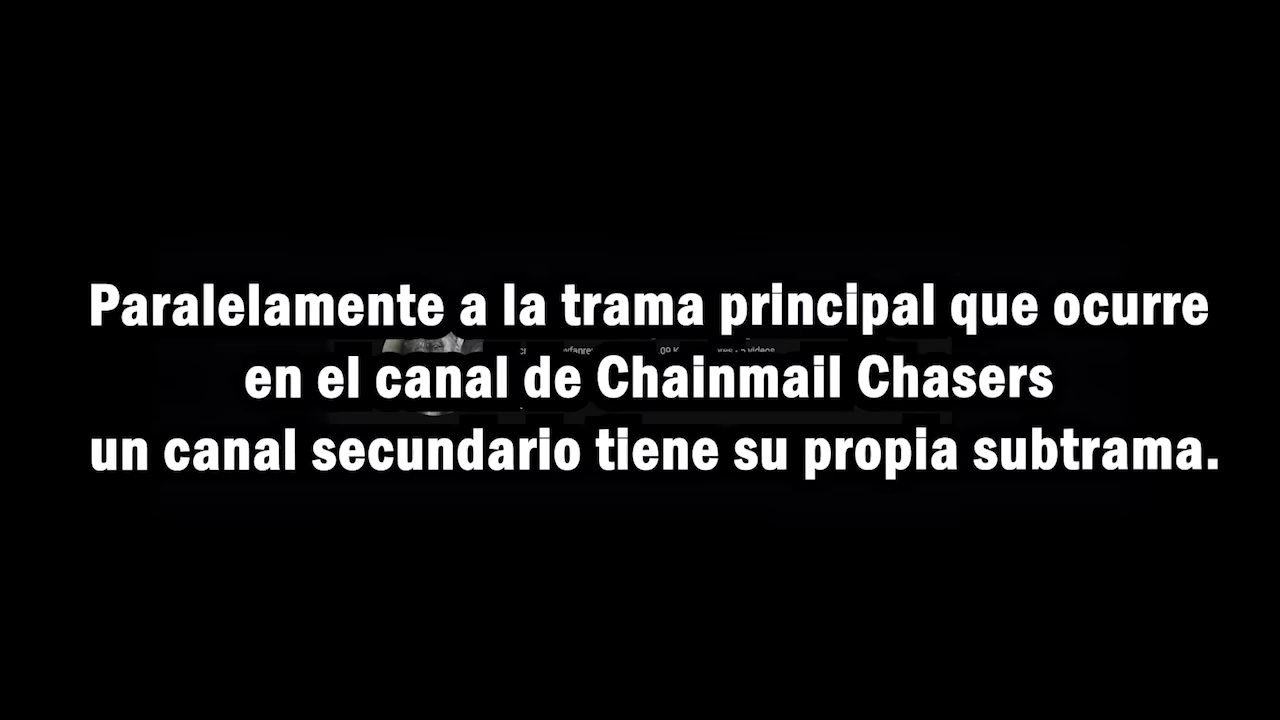 Paralelamente a la trama principal que ocurre
en el canal de Chainmail Chasers
un canal secundario tiene su propia subtrama.